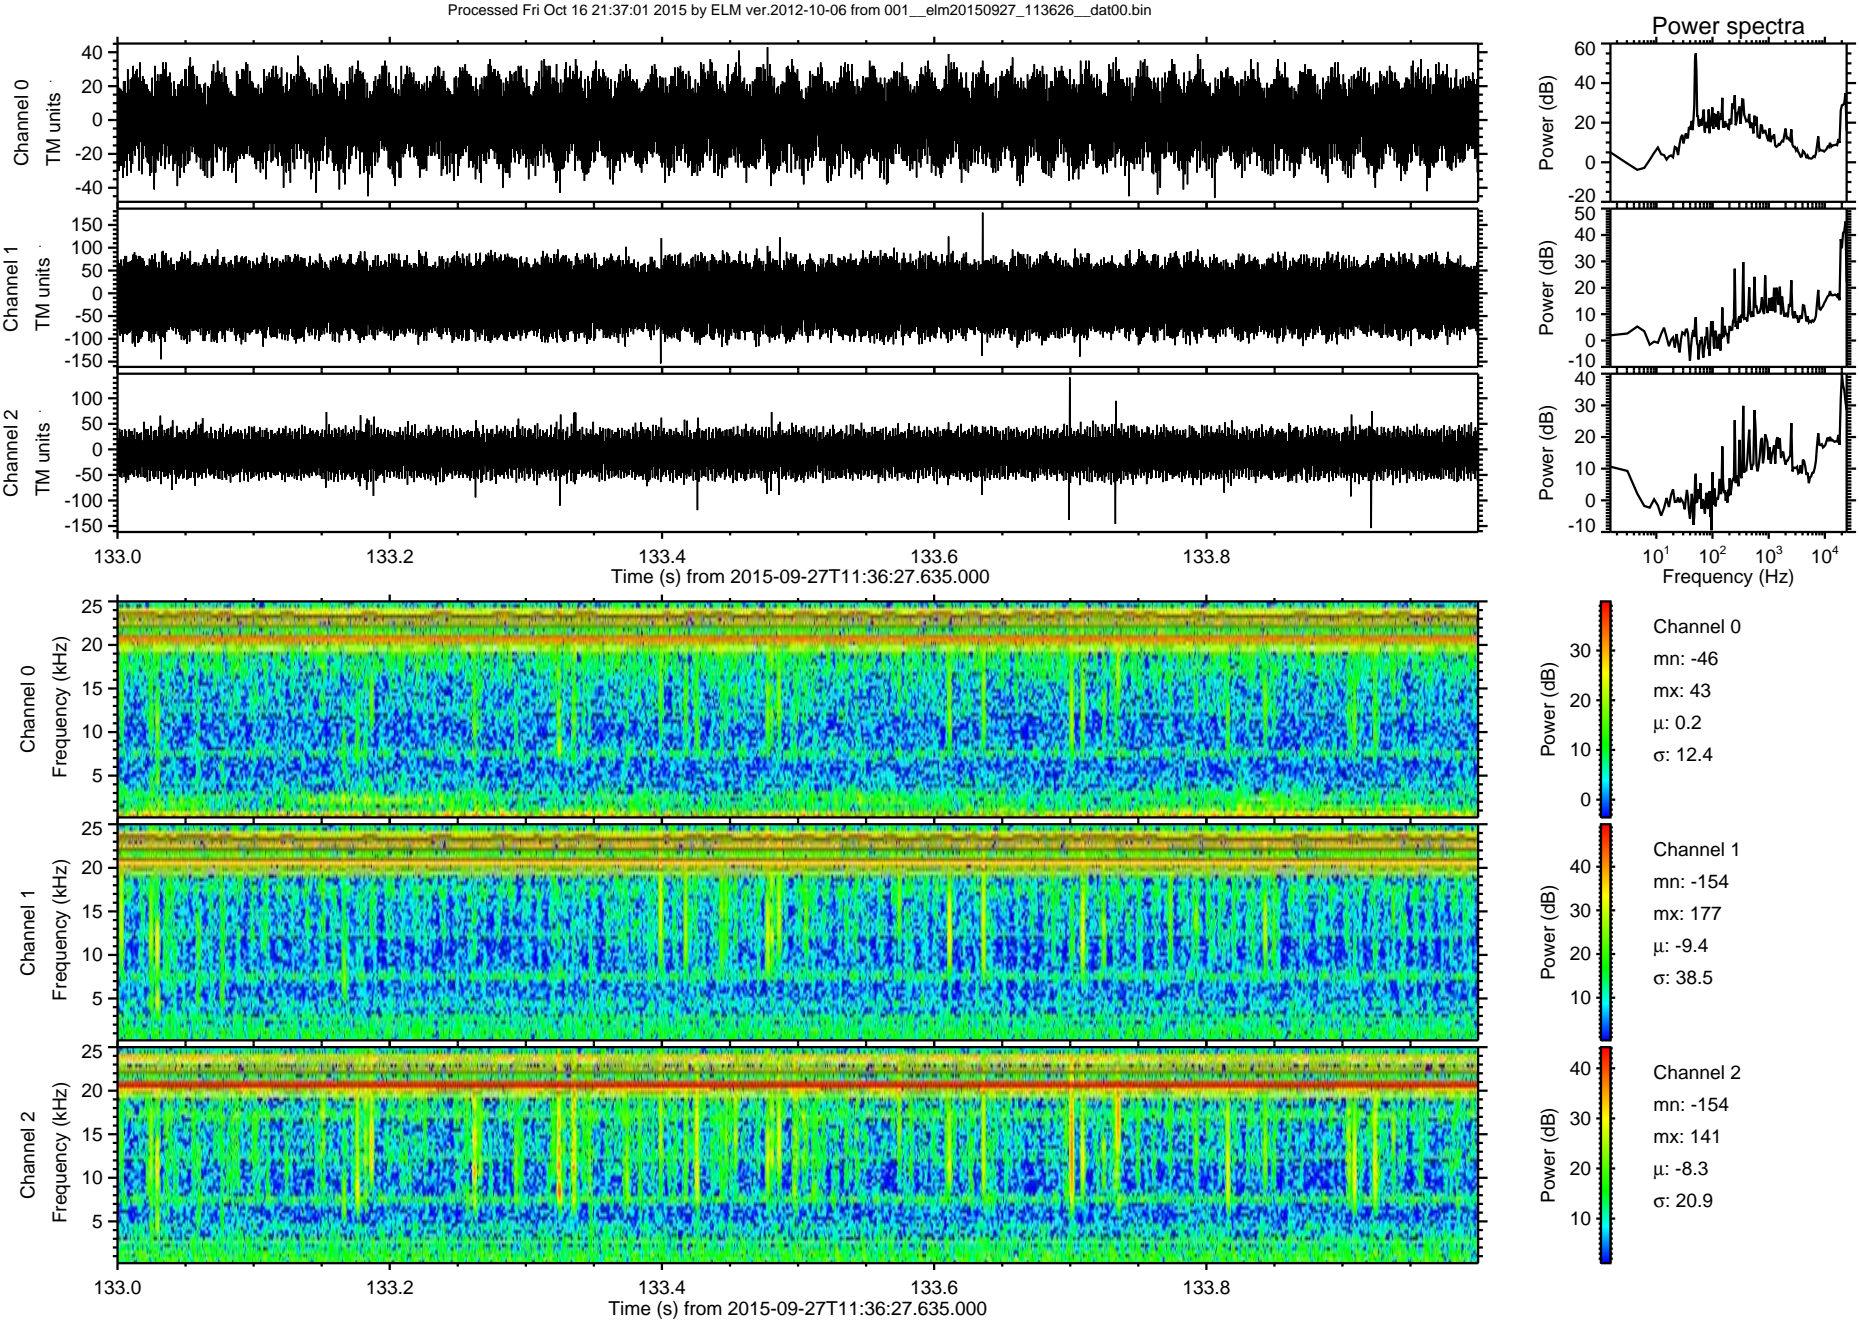 Processed Fri Oct 16 21:37:01 2015 by ELM ver.2012-10-06 from 001__elm20150927_113626__dat00.bin
Power spectra
Channel 0
TM units
40
20
0
-20
-40
Power (dB)
60
40
20
0
-20
Channel 1
TM units
150
100
50
0
-50
-100
-150
Power (dB)
50
40
30
20
10
0
-10
Channel 2
TM units
100
50
0
-50
-100
-150
Power (dB)
40
30
20
10
0
-10
133.0 133.2 133.4 133.6 133.8
Time (s) from 2015-09-27T11:36:27.635.000
10^1 10^2 10^3 10^4
Frequency (Hz)
Channel 0
Frequency (kHz)
25
20
15
10
5
Power (dB)
30
20
10
0
Channel 0
mn: -46
mx: 43
μ: 0.2
σ: 12.4
Channel 1
Frequency (kHz)
25
20
15
10
5
Power (dB)
40
30
20
10
Channel 1
mn: -154
mx: 177
μ: -9.4
σ: 38.5
Channel 2
Frequency (kHz)
25
20
15
10
5
Power (dB)
40
30
20
10
Channel 2
mn: -154
mx: 141
μ: -8.3
σ: 20.9
133.0 133.2 133.4 133.6 133.8
Time (s) from 2015-09-27T11:36:27.635.000